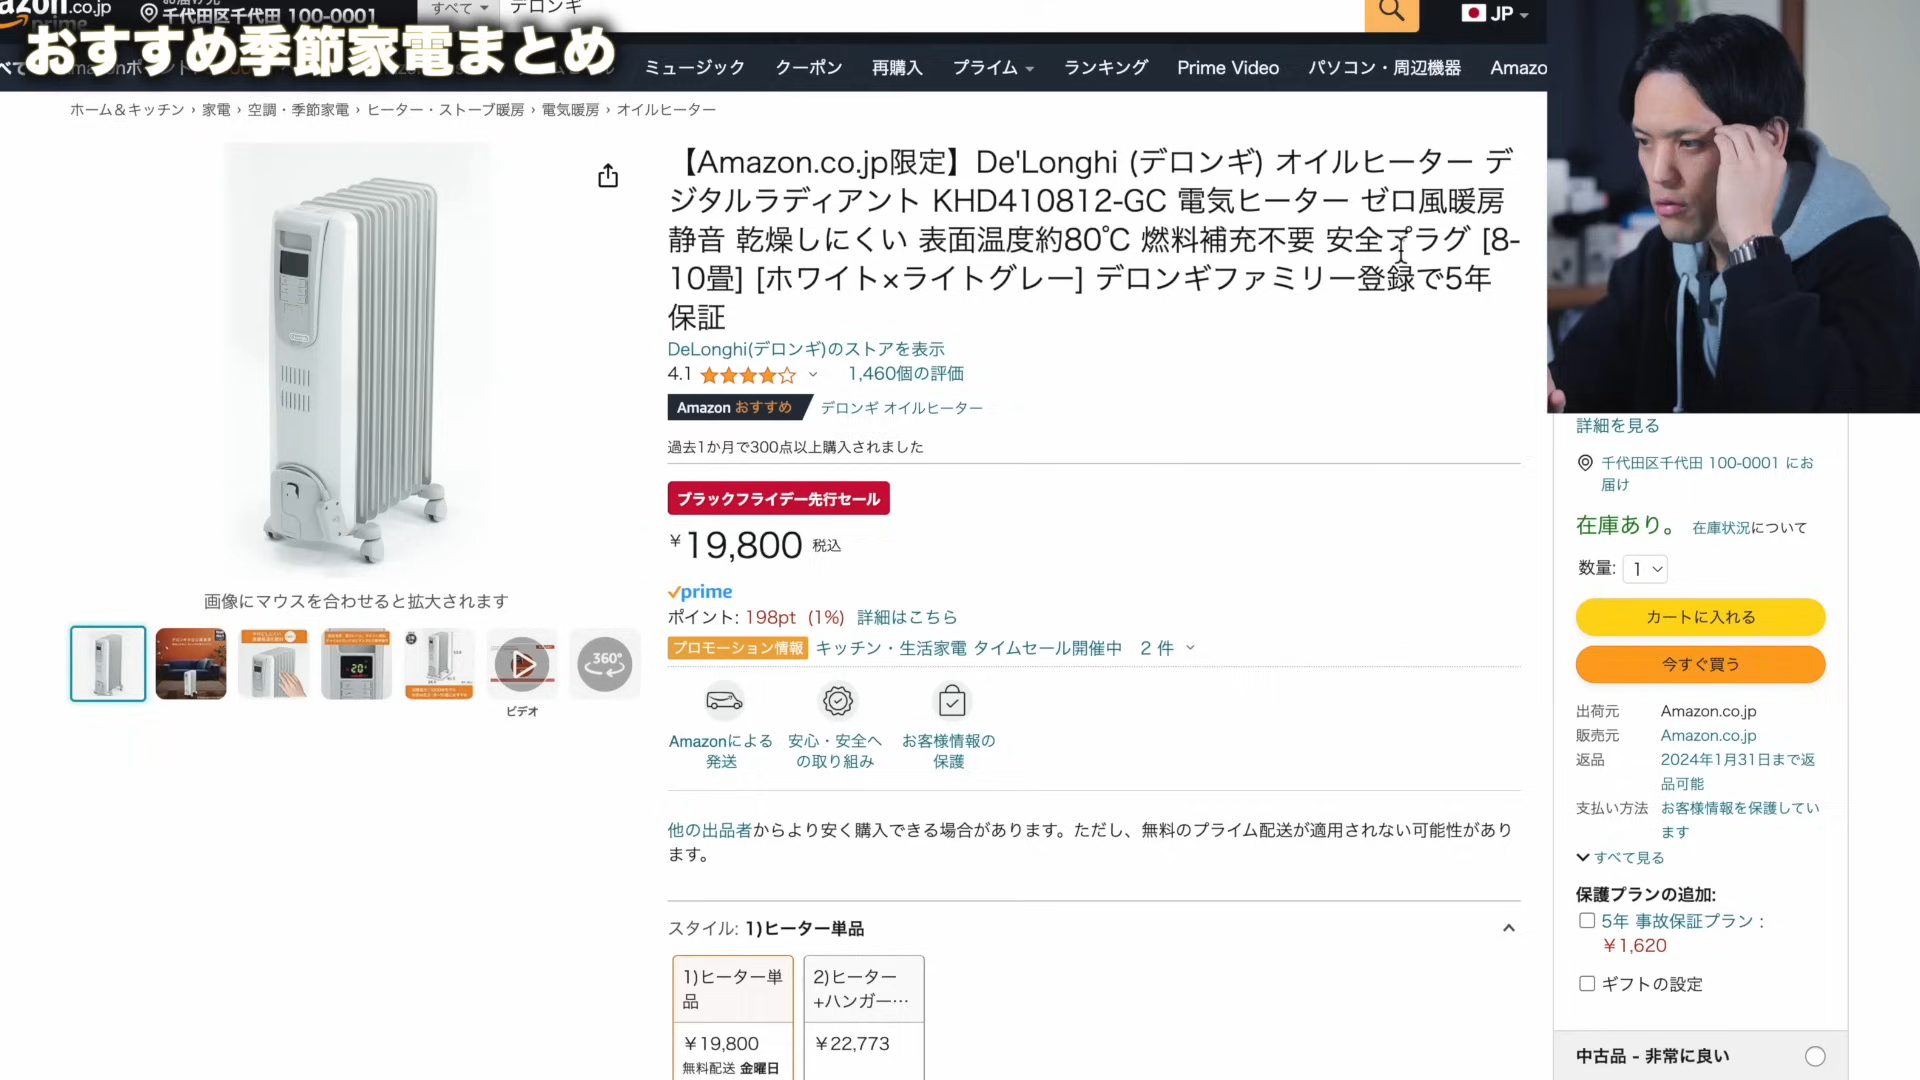 azon.co.jp
千代田区千代田 100-0001
すべて
デロンギ
JP
おすすめ季節家電まとめ
ミュージック クーポン 再購入 プライム ランキング Prime Video パソコン・周辺機器 Amazo
ホーム＆キッチン › 家電 › 空調・季節家電 › ヒーター・ストーブ暖房 › 電気暖房 › オイルヒーター
【Amazon.co.jp限定】De'Longhi (デロンギ) オイルヒーター デ
ジタルラディアント KHD410812-GC 電気ヒーター ゼロ風暖房
静音 乾燥しにくい 表面温度約80℃ 燃料補充不要 安全プラグ [8-
10畳] [ホワイト×ライトグレー] デロンギファミリー登録で5年
保証
DeLonghi(デロンギ)のストアを表示
4.1
1,460個の評価
Amazon おすすめ
デロンギ オイルヒーター
過去1か月で300点以上購入されました
ブラックフライデー先行セール
￥19,800 税込
prime
ポイント: 198pt (1%) 詳細はこちら
プロモーション情報 キッチン・生活家電 タイムセール開催中 2 件
Amazonによる
発送
安心・安全へ
の取り組み
お客様情報の
保護
他の出品者からより安く購入できる場合があります。ただし、無料のプライム配送が適用されない可能性があり
ます。
スタイル: 1)ヒーター単品
1)ヒーター単
品
￥19,800
無料配送 金曜日
2)ヒーター
+ハンガー…
￥22,773
画像にマウスを合わせると拡大されます
360°
ビデオ
詳細を見る
千代田区千代田 100-0001 にお
届け
在庫あり。 在庫状況について
数量: 1
カートに入れる
今すぐ買う
出荷元 Amazon.co.jp
販売元 Amazon.co.jp
返品 2024年1月31日まで返
品可能
支払い方法 お客様情報を保護してい
ます
すべて見る
保護プランの追加:
5年 事故保証プラン :
￥1,620
ギフトの設定
中古品 - 非常に良い